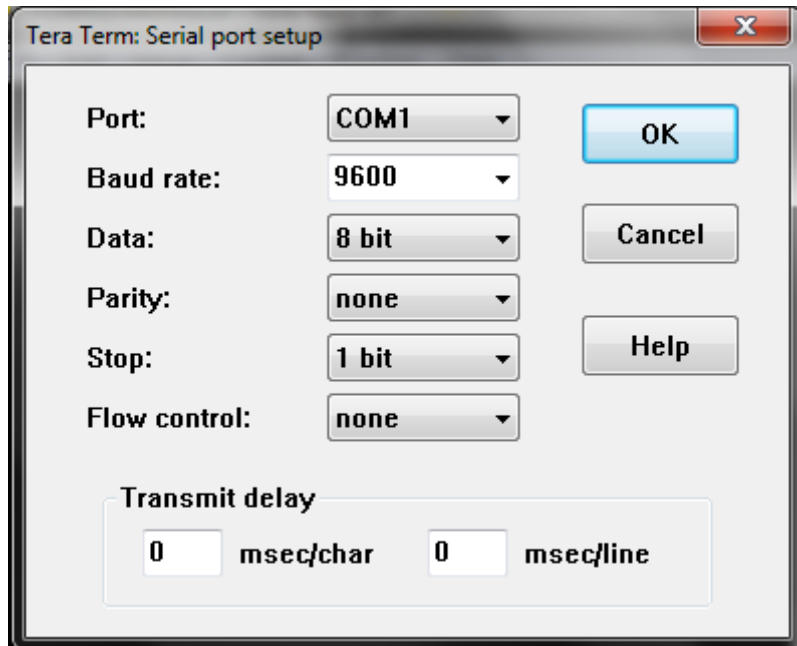 Tera Term: Serial port setup
Port: COM1
OK
Baud rate: 9600
Data: 8 bit
Cancel
Parity: none
Stop: 1 bit
Help
Flow control: none
Transmit delay
0 msec/char 0 msec/line